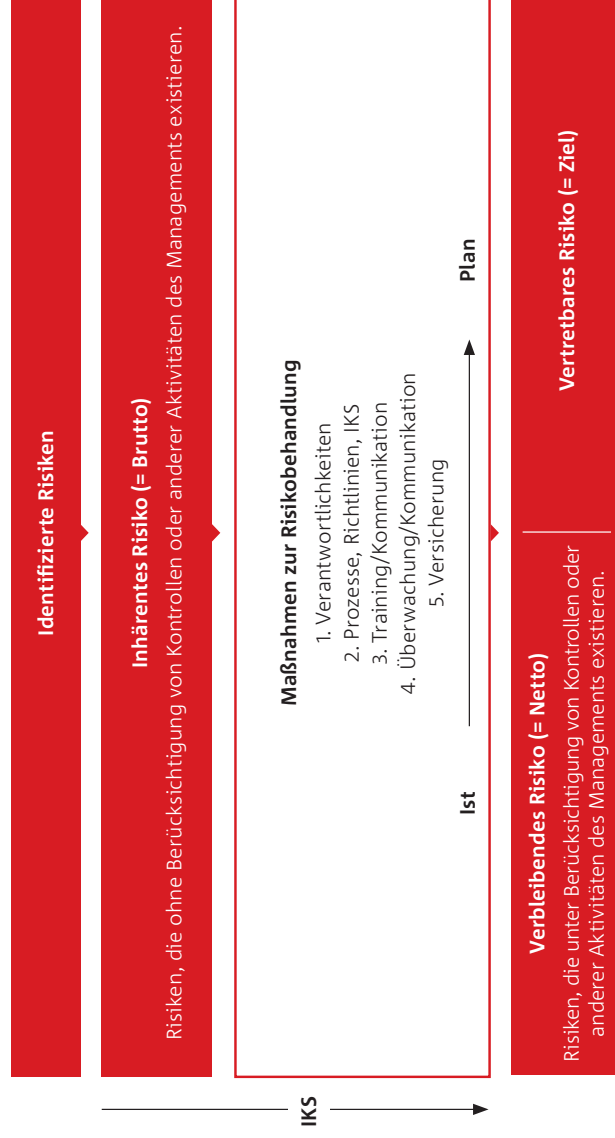 Identifizierte Risiken
Inhärentes Risiko (= Brutto)
Risiken, die ohne Berücksichtigung von Kontrollen oder anderer Aktivitäten des Managements existieren.
IKS
Maßnahmen zur Risikobehandlung
1. Verantwortlichkeiten
2. Prozesse, Richtlinien, IKS
3. Training/Kommunikation
4. Überwachung/Kommunikation
5. Versicherung
Ist
Plan
Verbleibendes Risiko (= Netto)
Risiken, die unter Berücksichtigung von Kontrollen oder
anderer Aktivitäten des Managements existieren.
Vertretbares Risiko (= Ziel)